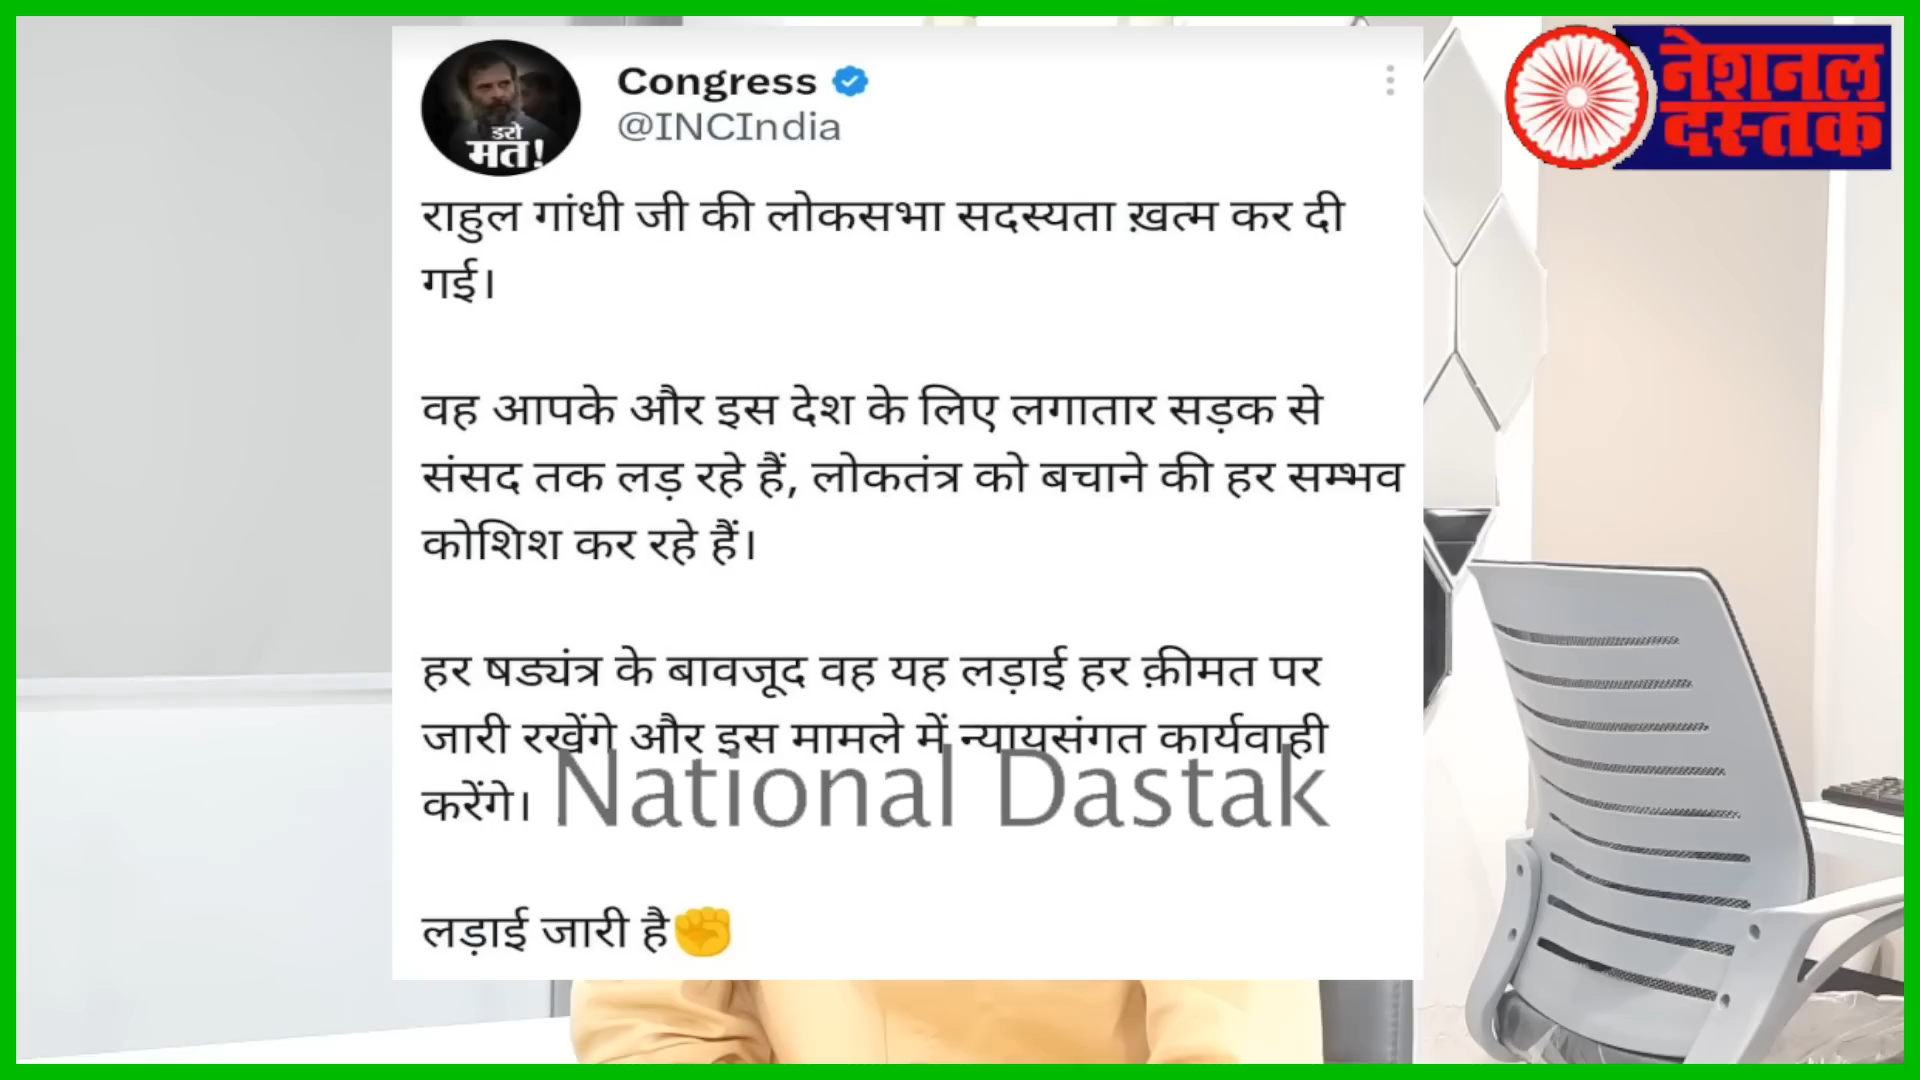 Congress
@INCIndia
डरो
मत!
नेशनल
दस्तक
राहुल गांधी जी की लोकसभा सदस्यता ख़त्म कर दी
गई।
वह आपके और इस देश के लिए लगातार सड़क से
संसद तक लड़ रहे हैं, लोकतंत्र को बचाने की हर सम्भव
कोशिश कर रहे हैं।
हर षड्यंत्र के बावजूद वह यह लड़ाई हर क़ीमत पर
जारी रखेंगे और इस मामले में न्यायसंगत कार्यवाही
करेंगे।
National Dastak
लड़ाई जारी है✊